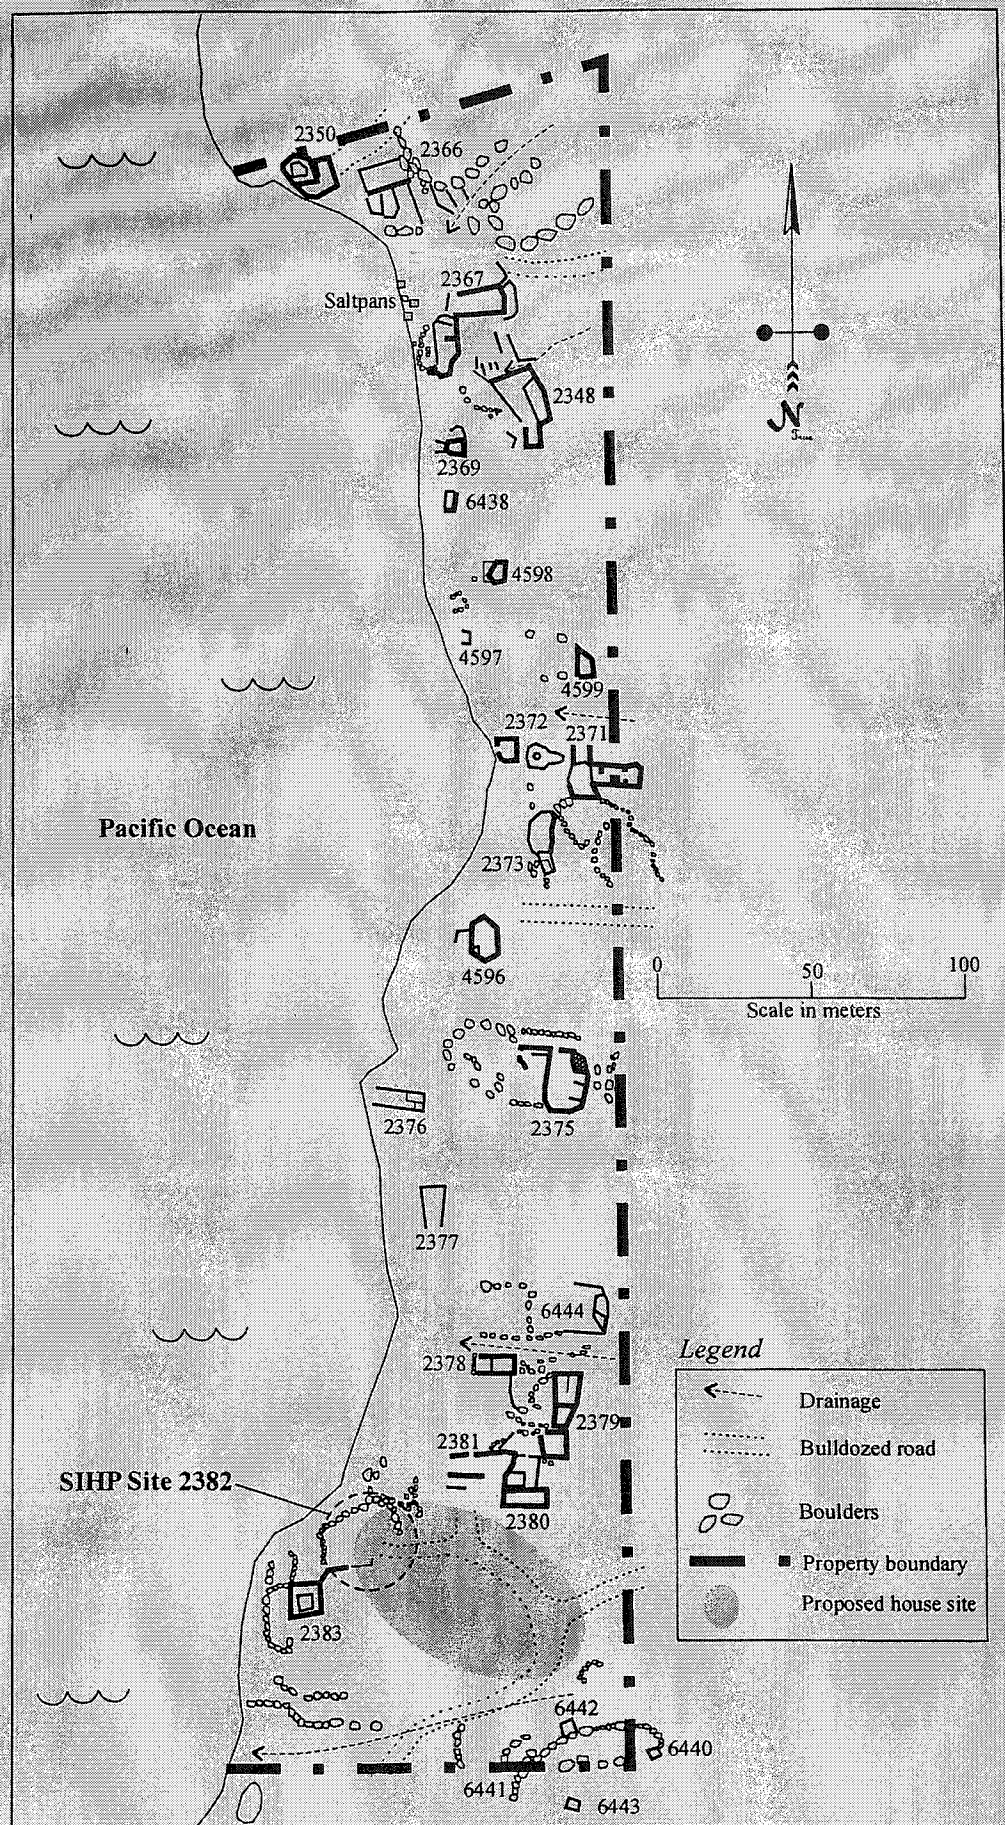 2350
2366
2367
Saltpans
2348
N
True
2369
6438
4598
4597
4599
2372
2371
Pacific Ocean
2373
4596
0 50 100
Scale in meters
2376
2375
2377
6444
2378
2379
2381
SIHP Site 2382
2380
2383
Legend
Drainage
Bulldozed road
Boulders
Property boundary
Proposed house site
6442
6440
6441
6443